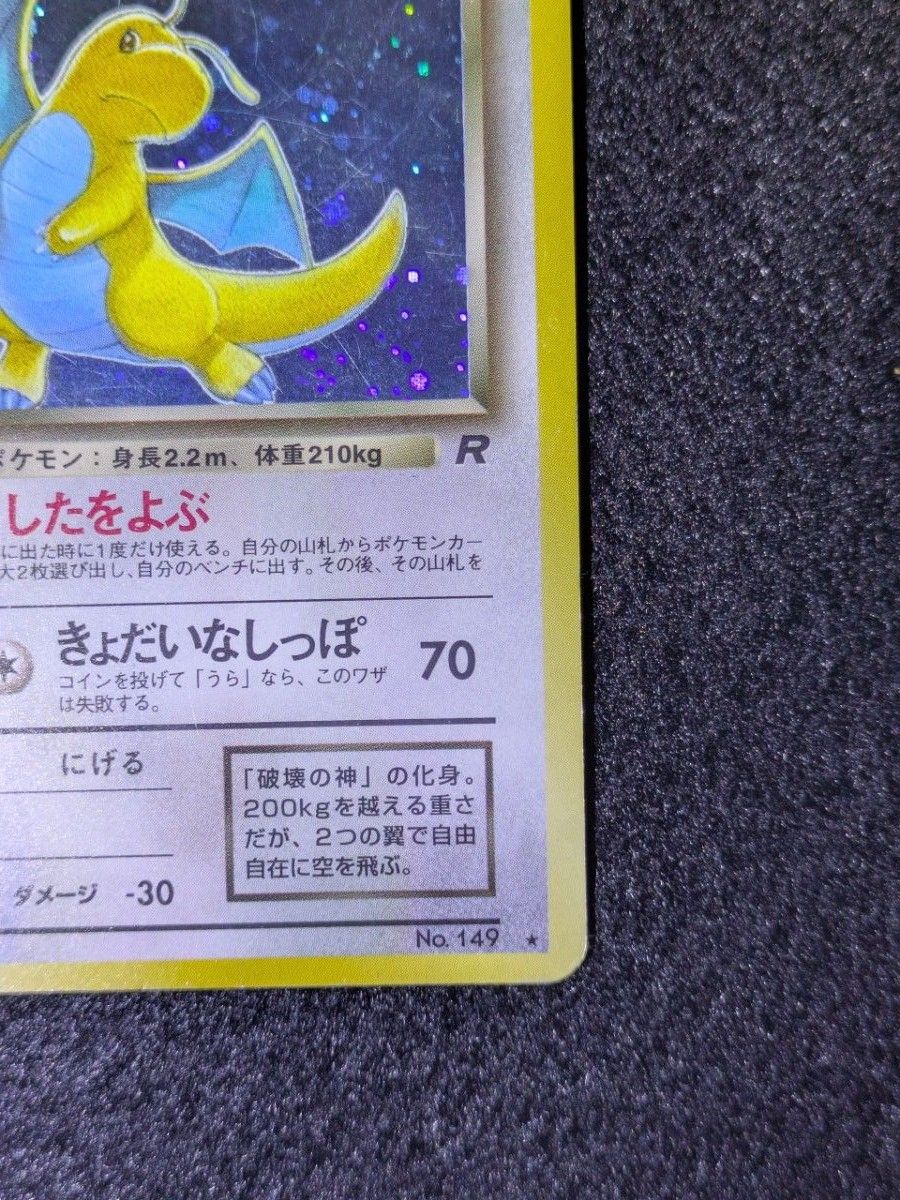 ポケモン：身長2.2m、体重210kg
R
したをよぶ
に出た時に1度だけ使える。自分の山札からポケモンカー
大2枚選び出し、自分のベンチに出す。その後、その山札を
きょだいなしっぽ 70
コインを投げて「うら」なら、このワザ
は失敗する。
にげる
ダメージ -30
「破壊の神」の化身。
200kgを越える重さ
だが、2つの翼で自由
自在に空を飛ぶ。
No. 149 ★